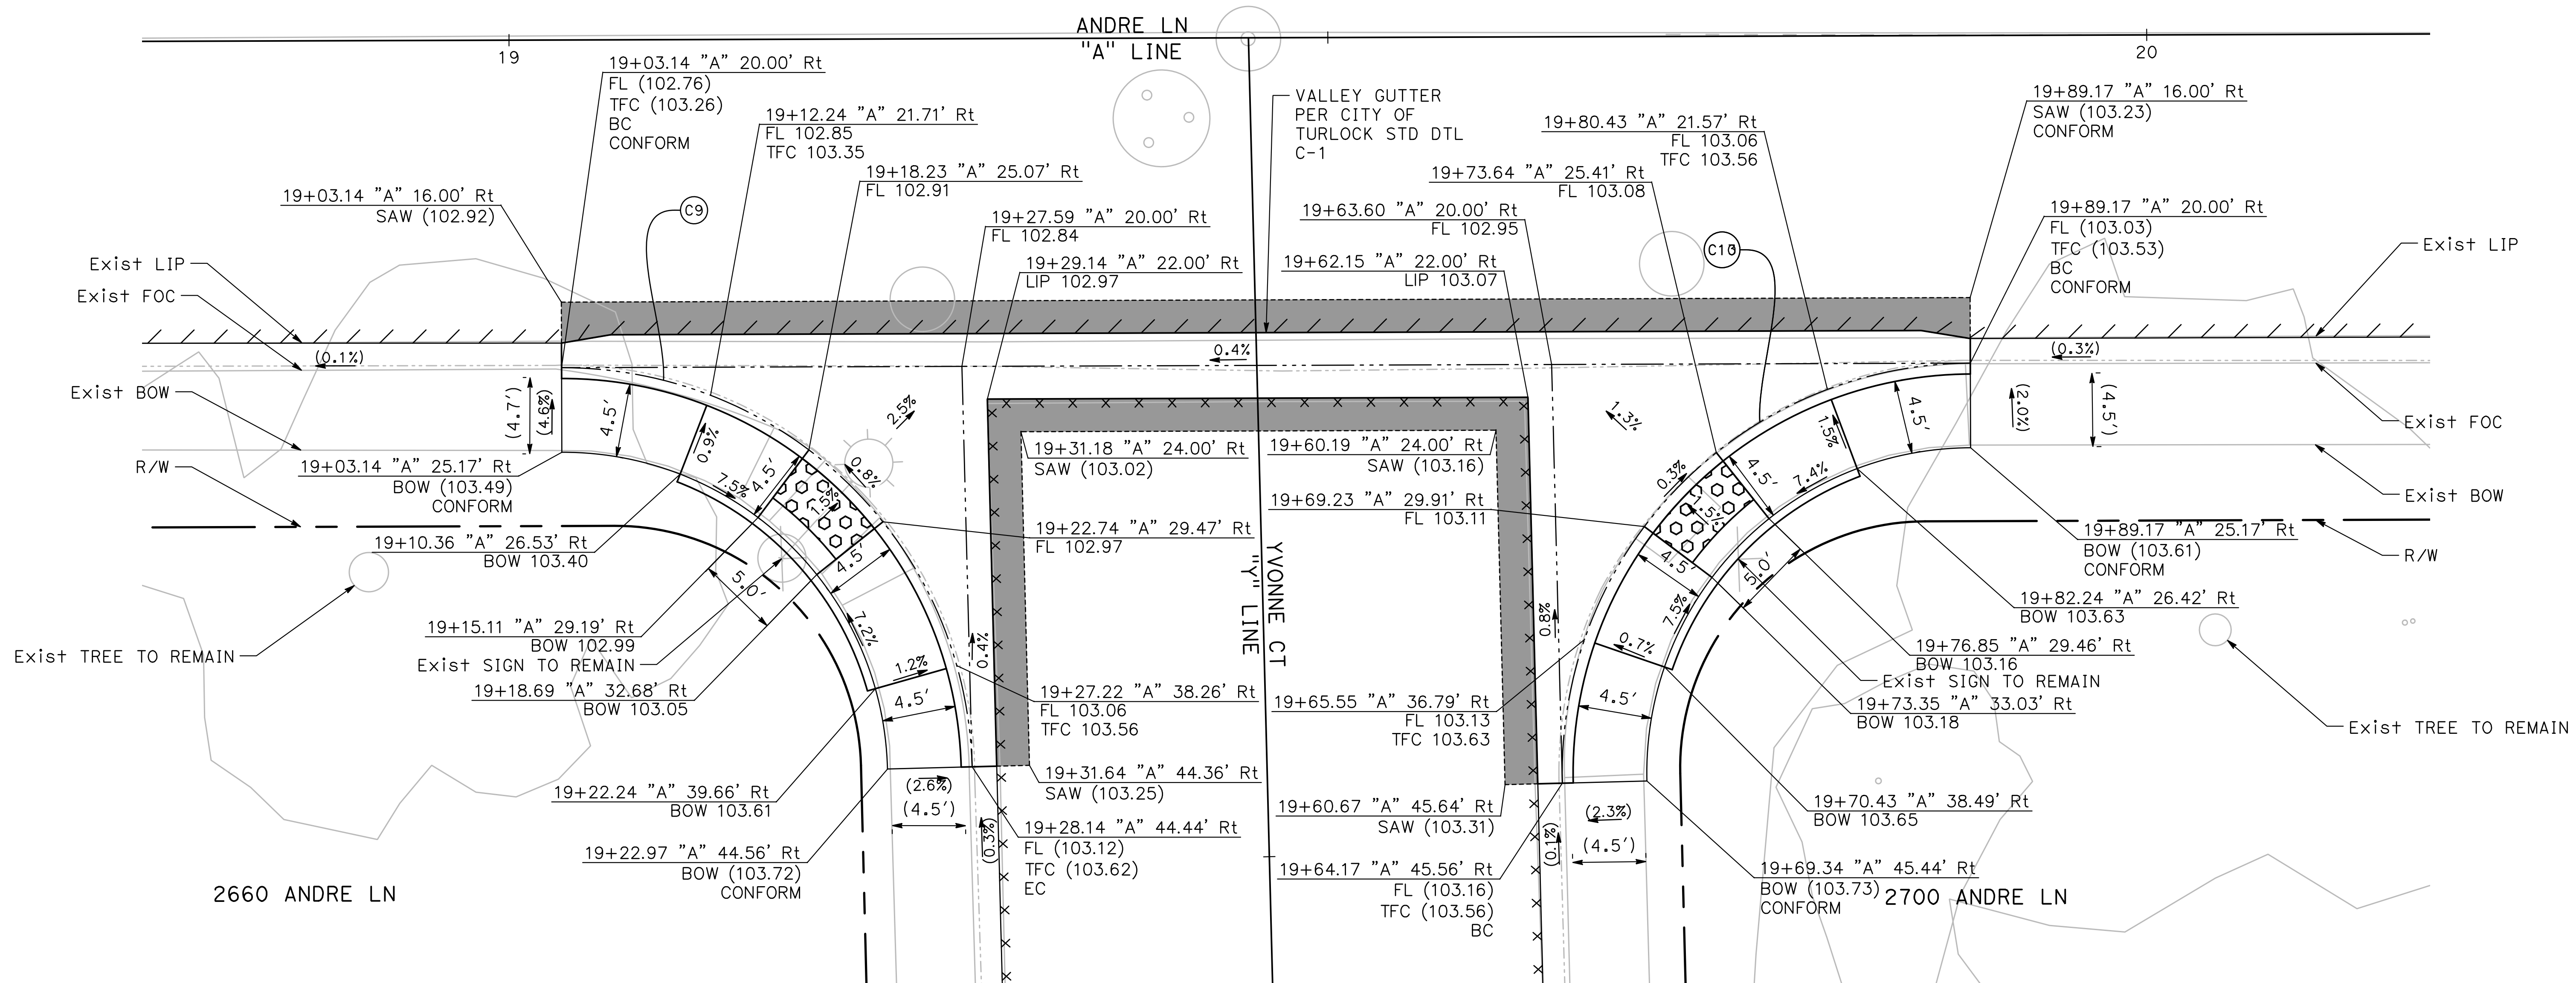 ANDRE LN
"A" LINE
19
20
19+03.14 "A" 20.00' Rt
FL (102.76)
TFC (103.26)
BC
CONFORM
19+12.24 "A" 21.71' Rt
FL 102.85
TFC 103.35
19+18.23 "A" 25.07' Rt
FL 102.91
19+03.14 "A" 16.00' Rt
SAW (102.92)
C9
19+27.59 "A" 20.00' Rt
FL 102.84
19+29.14 "A" 22.00' Rt
LIP 102.97
VALLEY GUTTER
PER CITY OF
TURLOCK STD DTL
C-1
19+80.43 "A" 21.57' Rt
FL 103.06
TFC 103.56
19+73.64 "A" 25.41' Rt
FL 103.08
19+63.60 "A" 20.00' Rt
FL 102.95
19+62.15 "A" 22.00' Rt
LIP 103.07
19+89.17 "A" 16.00' Rt
SAW (103.23)
CONFORM
19+89.17 "A" 20.00' Rt
FL (103.03)
TFC (103.53)
BC
CONFORM
Exist LIP
Exist FOC
Exist BOW
R/W
Exist LIP
Exist FOC
Exist BOW
R/W
(0.1%)
0.4%
(0.3%)
(4.7')
(4.6%)
4.5'
0.9%
7.5%
4.5'
1.5%
0.8%
2.5%
4.5'
5.0'
7.2%
1.2%
4.5'
0.4%
(2.6%)
(4.5')
(0.3%)
1.3%
0.3%
1.5%
4.5'
7.4%
1.5%
4.5'
(2.0%)
(4.5')
4.5'
5.0'
7.5%
0.7%
4.5'
0.8%
(2.3%)
(4.5')
(0.1%)
19+03.14 "A" 25.17' Rt
BOW (103.49)
CONFORM
19+10.36 "A" 26.53' Rt
BOW 103.40
19+15.11 "A" 29.19' Rt
BOW 102.99
Exist SIGN TO REMAIN
19+18.69 "A" 32.68' Rt
BOW 103.05
Exist TREE TO REMAIN
19+22.24 "A" 39.66' Rt
BOW 103.61
19+22.97 "A" 44.56' Rt
BOW (103.72)
CONFORM
2660 ANDRE LN
19+31.18 "A" 24.00' Rt
SAW (103.02)
19+22.74 "A" 29.47' Rt
FL 102.97
19+27.22 "A" 38.26' Rt
FL 103.06
TFC 103.56
19+31.64 "A" 44.36' Rt
SAW (103.25)
19+28.14 "A" 44.44' Rt
FL (103.12)
TFC (103.62)
EC
YVONNE CT
"Y" LINE
19+60.19 "A" 24.00' Rt
SAW (103.16)
19+69.23 "A" 29.91' Rt
FL 103.11
19+65.55 "A" 36.79' Rt
FL 103.13
TFC 103.63
19+60.67 "A" 45.64' Rt
SAW (103.31)
19+64.17 "A" 45.56' Rt
FL (103.16)
TFC (103.56)
BC
19+89.17 "A" 25.17' Rt
BOW (103.61)
CONFORM
19+82.24 "A" 26.42' Rt
BOW 103.63
19+76.85 "A" 29.46' Rt
BOW 103.16
Exist SIGN TO REMAIN
19+73.35 "A" 33.03' Rt
BOW 103.18
Exist TREE TO REMAIN
19+70.43 "A" 38.49' Rt
BOW 103.65
19+69.34 "A" 45.44' Rt
BOW (103.73)
CONFORM
2700 ANDRE LN